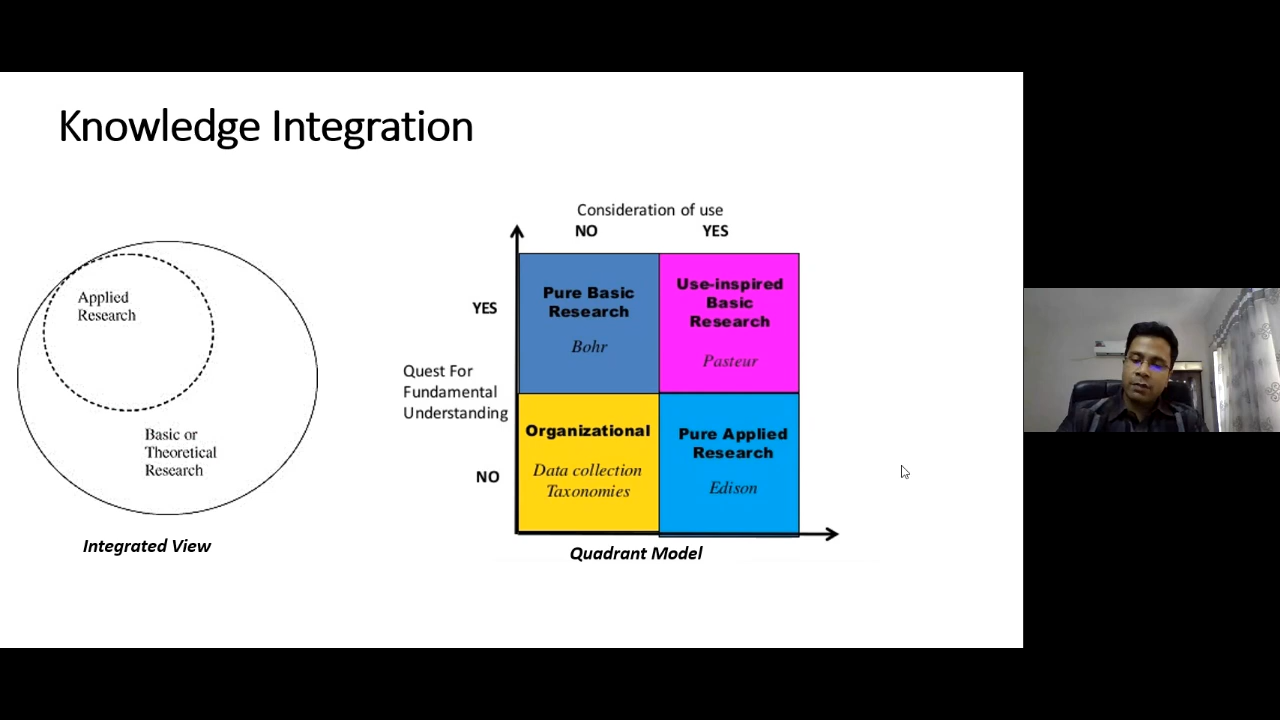 Knowledge Integration
Applied
Research
Basic or
Theoretical
Research
Integrated View
Consideration of use
NO
YES
YES
Quest For
Fundamental
Understanding
NO
Pure Basic
Research
Bohr
Use-inspired
Basic
Research
Pasteur
Organizational
Data collection
Taxonomies
Pure Applied
Research
Edison
Quadrant Model